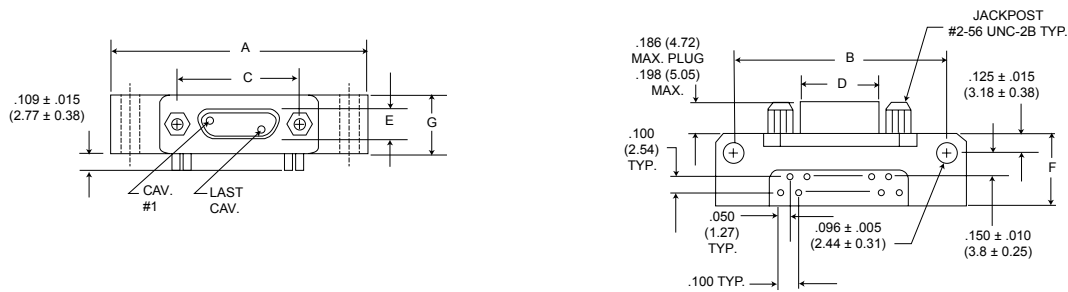 A
C
.109 ± .015
(2.77 ± 0.38)
E
G
CAV.
#1
LAST
CAV.
JACKPOST
#2-56 UNC-2B TYP.
.186 (4.72)
MAX. PLUG
.198 (5.05)
MAX.
B
D
.125 ± .015
(3.18 ± 0.38)
.100
(2.54)
TYP.
F
.050
(1.27)
TYP.
.096 ± .005
(2.44 ± 0.31)
.150 ± .010
(3.8 ± 0.25)
.100 TYP.